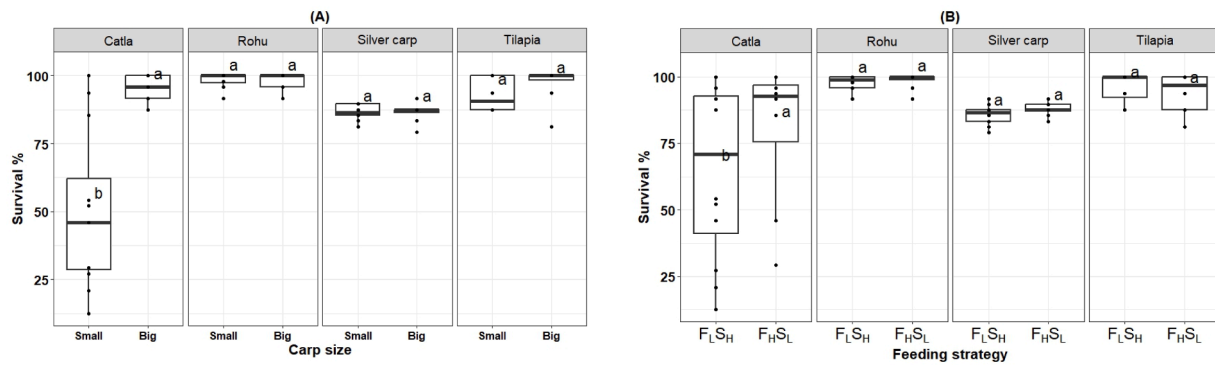 (A)
Catla Rohu Silver carp Tilapia
100
75
50
25
Survival %
b a a a a a a a
Small Big Small Big Small Big Small Big
Carp size
(B)
Catla Rohu Silver carp Tilapia
100
75
50
25
Survival %
b a a a a a a a
FLSH FHSL FLSH FHSL FLSH FHSL FLSH FHSL
Feeding strategy